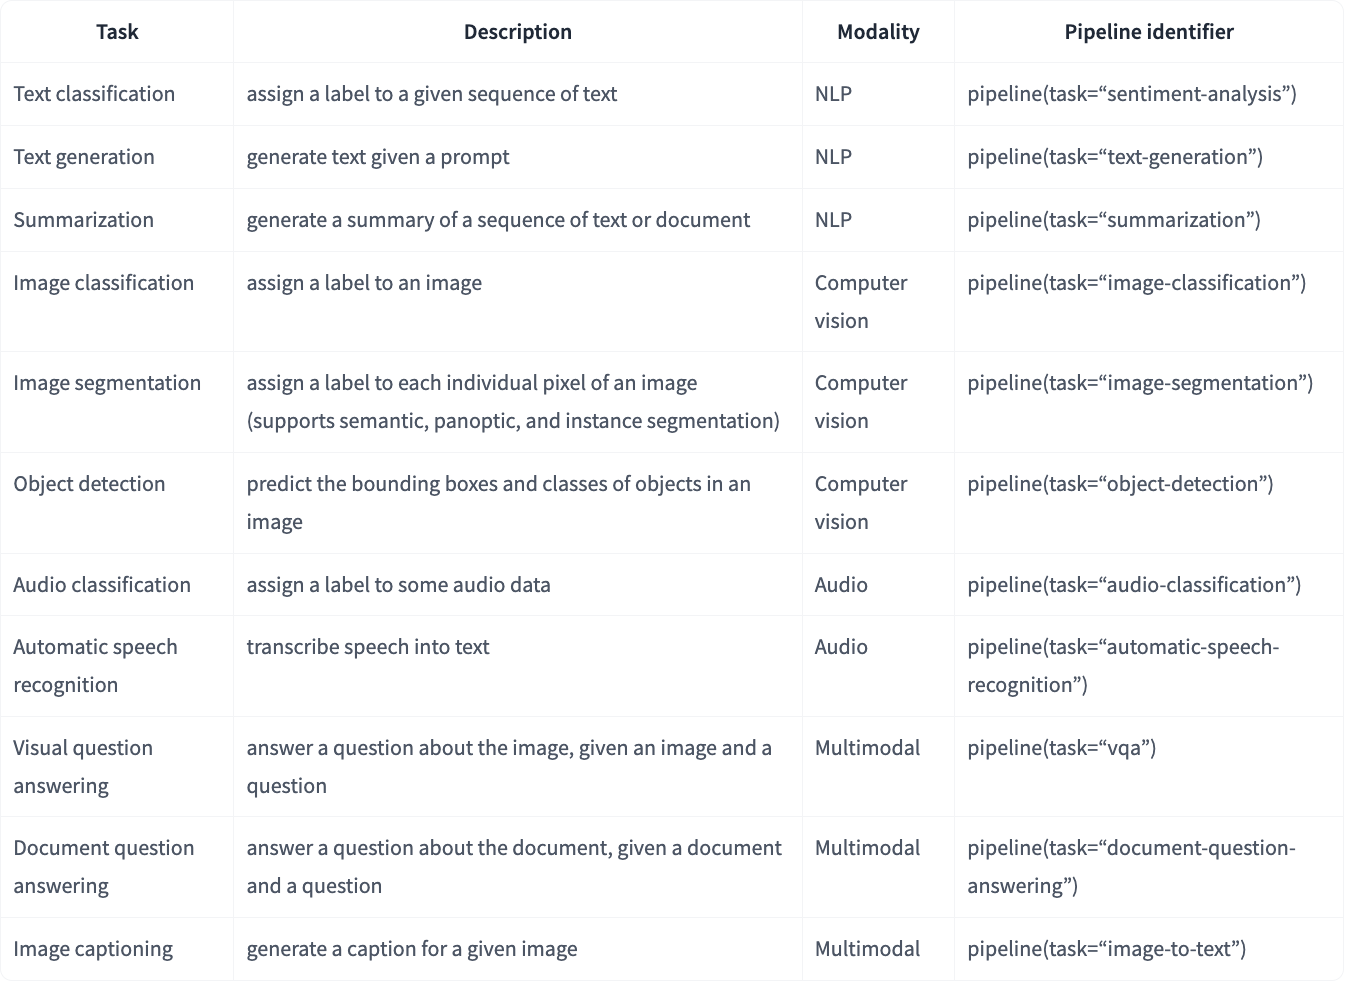 Task Description Modality Pipeline identifier
Text classification assign a label to a given sequence of text NLP pipeline(task=“sentiment-analysis”)
Text generation generate text given a prompt NLP pipeline(task=“text-generation”)
Summarization generate a summary of a sequence of text or document NLP pipeline(task=“summarization”)
Image classification assign a label to an image Computer pipeline(task=“image-classification”)
vision
Image segmentation assign a label to each individual pixel of an image Computer pipeline(task=“image-segmentation”)
(supports semantic, panoptic, and instance segmentation) vision
Object detection predict the bounding boxes and classes of objects in an Computer pipeline(task=“object-detection”)
image vision
Audio classification assign a label to some audio data Audio pipeline(task=“audio-classification”)
Automatic speech transcribe speech into text Audio pipeline(task=“automatic-speech-
recognition recognition”)
Visual question answer a question about the image, given an image and a Multimodal pipeline(task=“vqa”)
answering question
Document question answer a question about the document, given a document Multimodal pipeline(task=“document-question-
answering and a question answering”)
Image captioning generate a caption for a given image Multimodal pipeline(task=“image-to-text”)